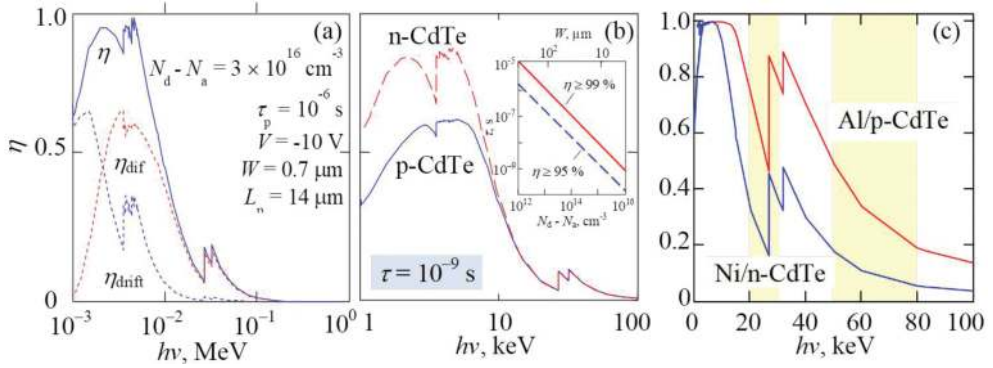 (a)
η
N_d - N_a = 3 × 10^16 cm^-3
τ_p = 10^-6 s
V = -10 V
W = 0.7 μm
L_p = 14 μm
η_dif
η_drift
1
0.5
0
η
10^-3 10^-2 10^-1 10^0
hν, MeV
(b)
n-CdTe
p-CdTe
τ = 10^-9 s
W, μm
10^2 10
10^-5
10^-7
10^-9
τ, s
η ≥ 99 %
η ≥ 95 %
10^12 10^14 10^16
N_d - N_a, cm^-3
1 10 100
hν, keV
(c)
1.0
0.8
0.6
0.4
0.2
0
Al/p-CdTe
Ni/n-CdTe
0 20 40 60 80 100
hν, keV